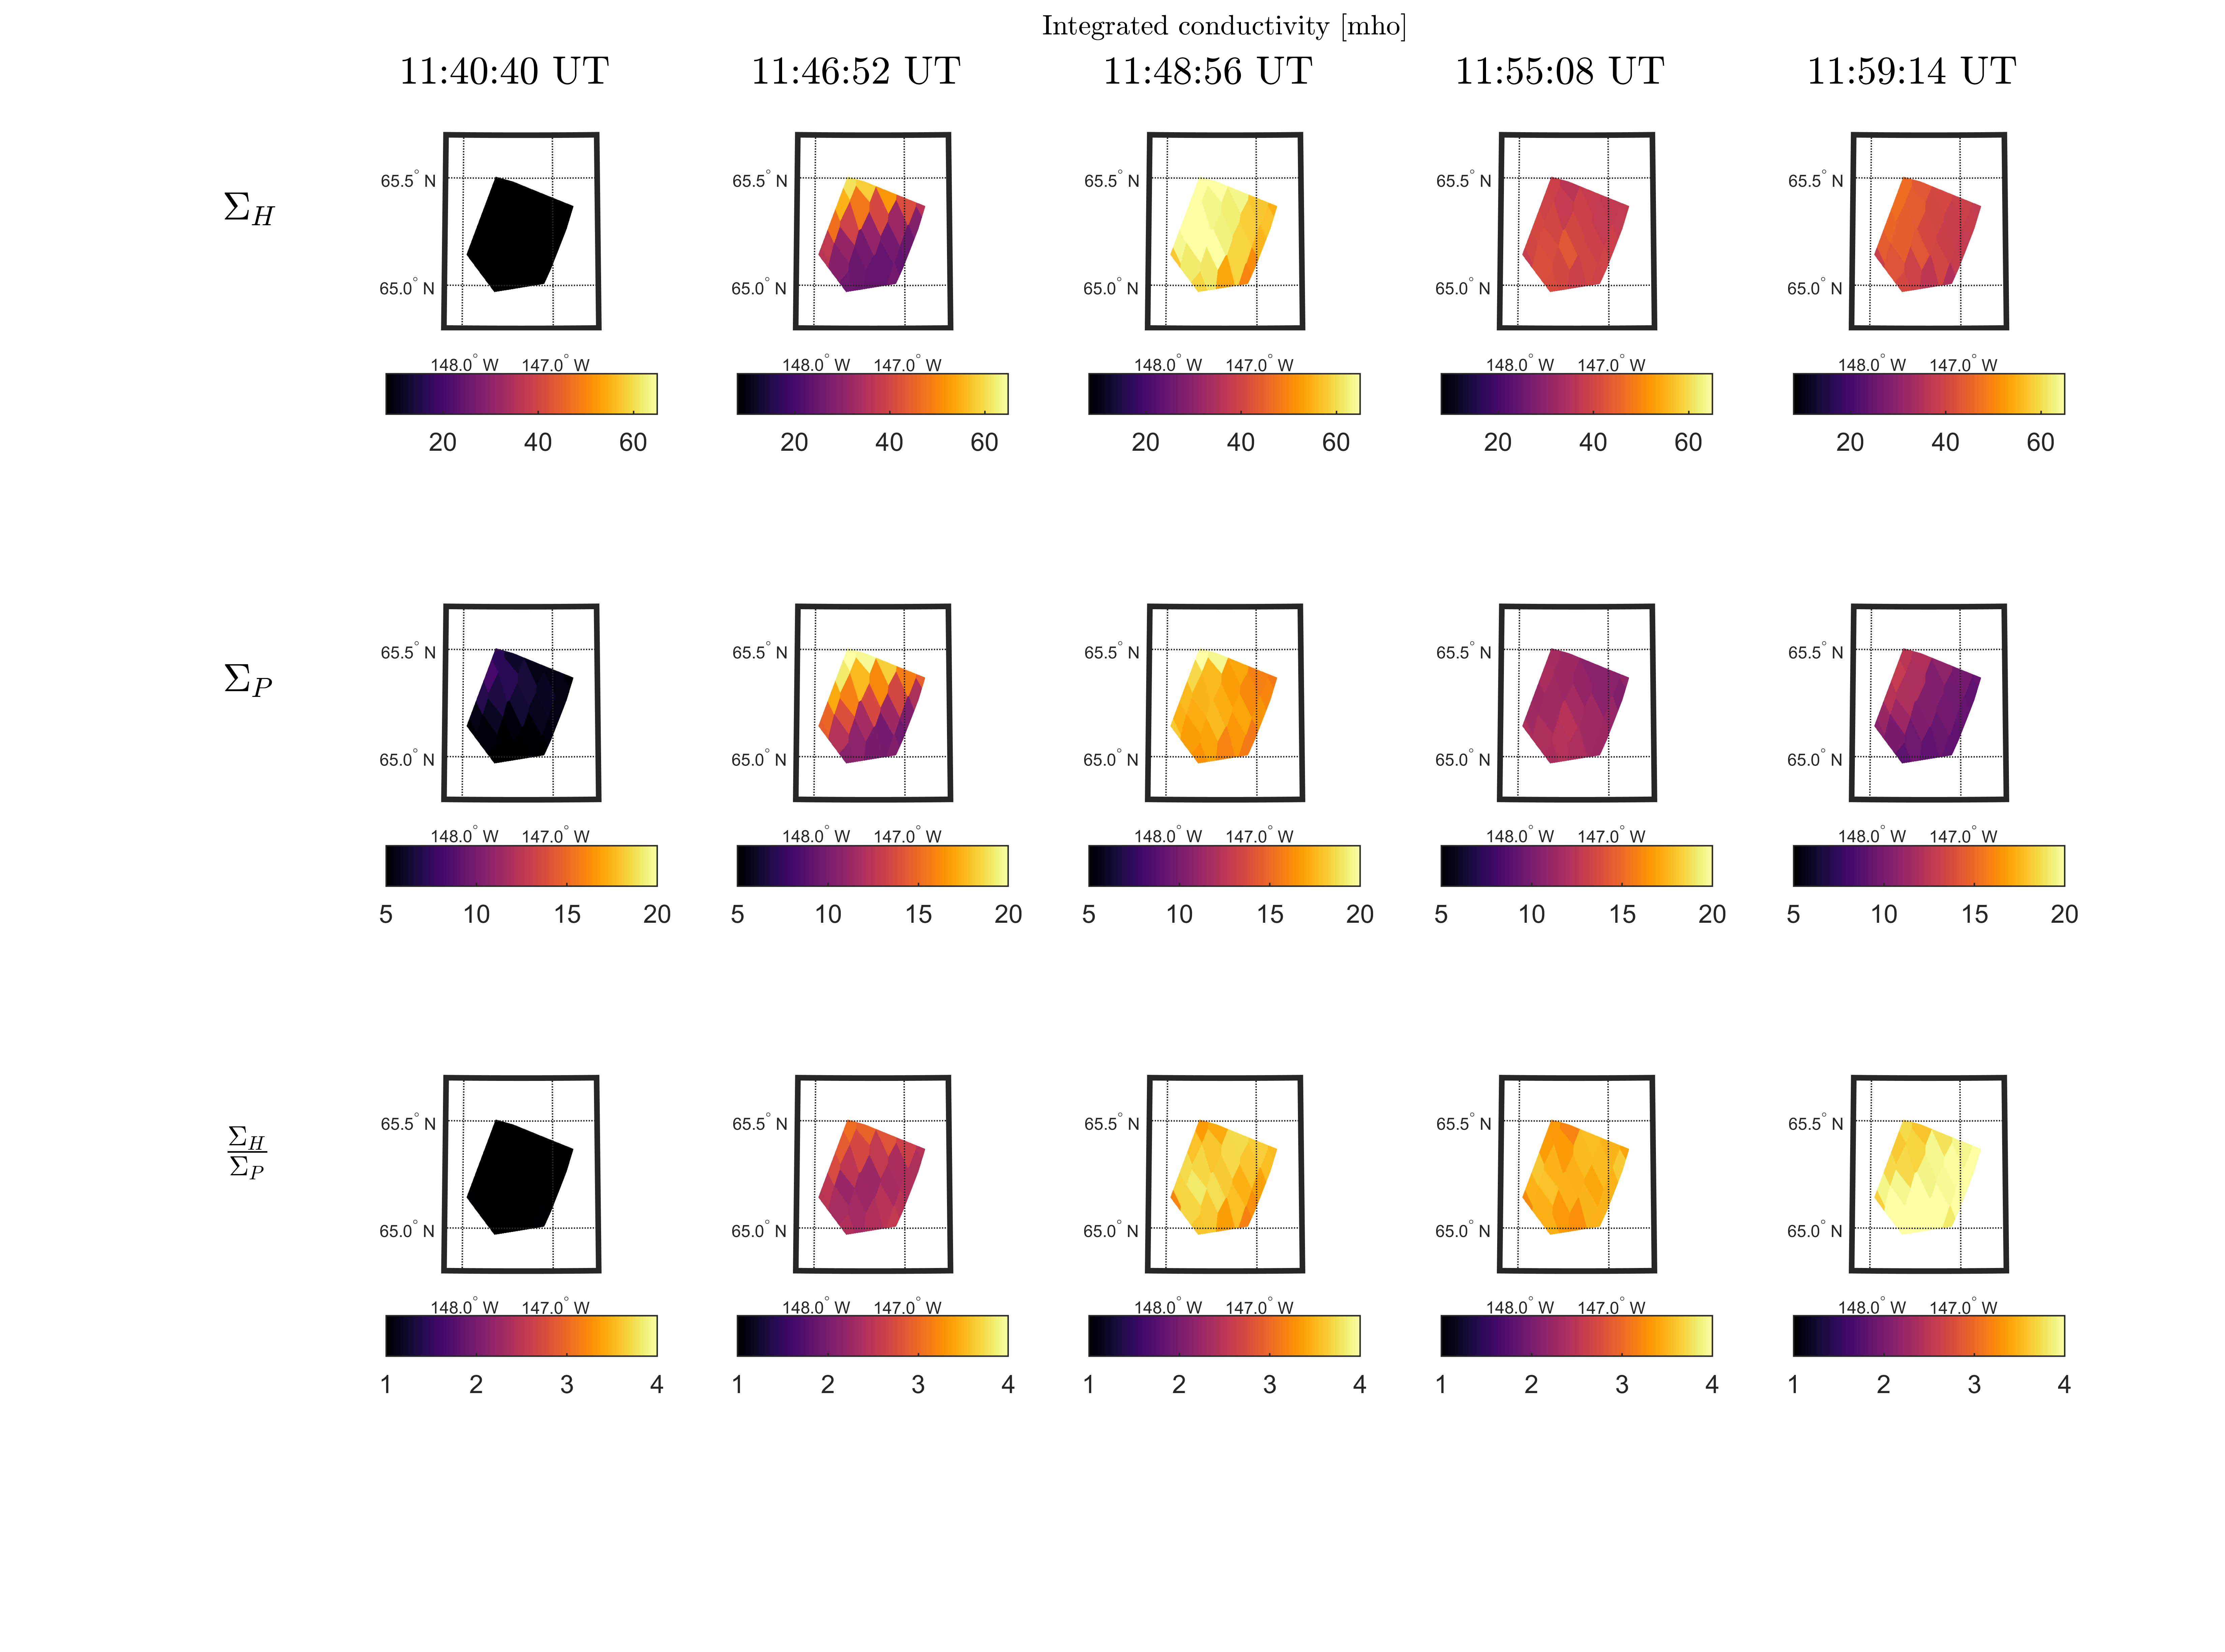 Integrated conductivity [mho]
11:40:40 UT 11:46:52 UT 11:48:56 UT 11:55:08 UT 11:59:14 UT
Σ_H
65.5° N 65.5° N 65.5° N 65.5° N 65.5° N
65.0° N 65.0° N 65.0° N 65.0° N 65.0° N
148.0° W 147.0° W 148.0° W 147.0° W 148.0° W 147.0° W 148.0° W 147.0° W 148.0° W 147.0° W
20 40 60 20 40 60 20 40 60 20 40 60 20 40 60
Σ_P
65.5° N 65.5° N 65.5° N 65.5° N 65.5° N
65.0° N 65.0° N 65.0° N 65.0° N 65.0° N
148.0° W 147.0° W 148.0° W 147.0° W 148.0° W 147.0° W 148.0° W 147.0° W 148.0° W 147.0° W
5 10 15 20 5 10 15 20 5 10 15 20 5 10 15 20 5 10 15 20
Σ_H
Σ_P
65.5° N 65.5° N 65.5° N 65.5° N 65.5° N
65.0° N 65.0° N 65.0° N 65.0° N 65.0° N
148.0° W 147.0° W 148.0° W 147.0° W 148.0° W 147.0° W 148.0° W 147.0° W 148.0° W 147.0° W
1 2 3 4 1 2 3 4 1 2 3 4 1 2 3 4 1 2 3 4